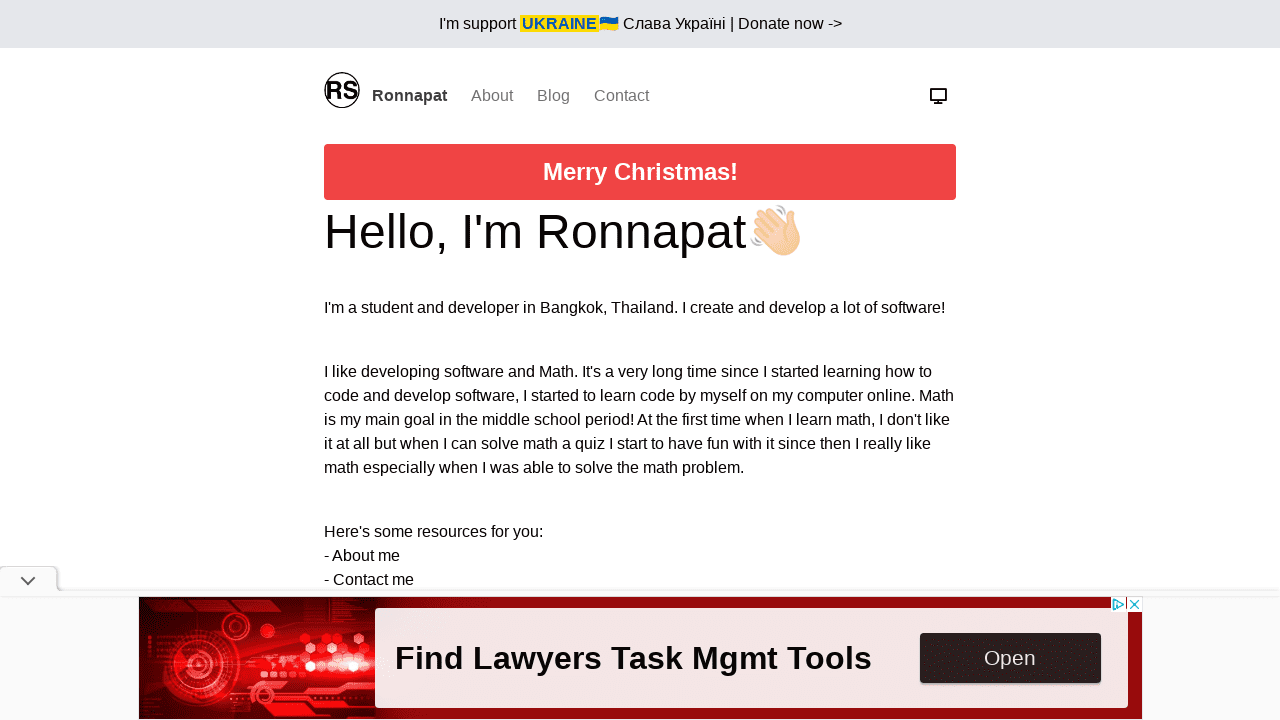 I'm support UKRAINE🇺🇦 Слава Україні | Donate now ->
RS Ronnapat About Blog Contact
Merry Christmas!
Hello, I'm Ronnapat👋🏻
I'm a student and developer in Bangkok, Thailand. I create and develop a lot of software!
I like developing software and Math. It's a very long time since I started learning how to
code and develop software, I started to learn code by myself on my computer online. Math
is my main goal in the middle school period! At the first time when I learn math, I don't like
it at all but when I can solve math a quiz I start to have fun with it since then I really like
math especially when I was able to solve the math problem.
Here's some resources for you:
- About me
- Contact me
Find Lawyers Task Mgmt Tools
Open